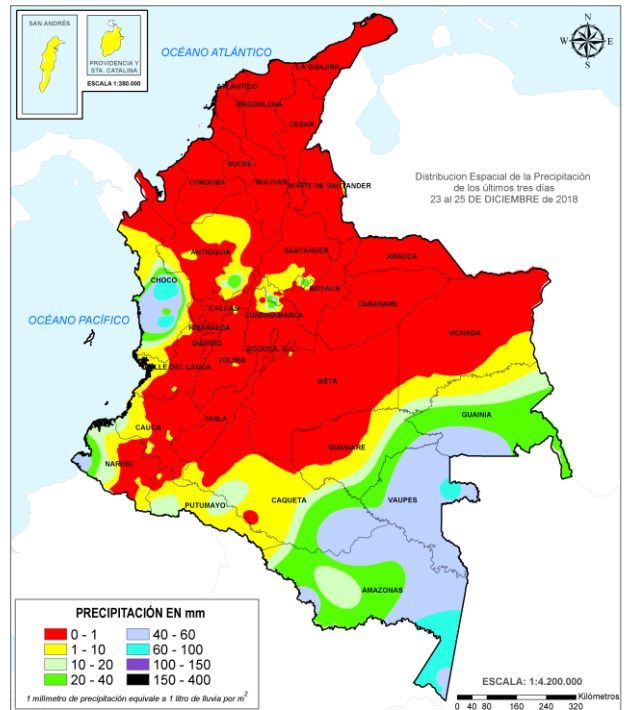 SAN ANDRÉS
PROVIDENCIA Y
STA. CATALINA
ESCALA 1:350.000
OCÉANO ATLÁNTICO
N
W
E
S
LA GUAJIRA
ATLANTICO
MAGDALENA
CESAR
SUCRE
CORDOBA
BOLIVAR
NORTE DE SANTANDER
Distribucion Espacial de la Precipitación
de los últimos tres días
23 al 25 DE DICIEMBRE de 2018
ANTIOQUIA
SANTANDER
ARAUCA
CHOCO
BOYACA
CASANARE
CALDAS
CUNDINAMARCA
OCÉANO PACÍFICO
RISARALDA
VICHADA
QUINDIO
BOGOTA, D.C.
VALLE DEL CAUCA
TOLIMA
META
GUAINIA
CAUCA
HUILA
GUAVIARE
NARIÑO
CAQUETA
VAUPES
PUTUMAYO
AMAZONAS
PRECIPITACIÓN EN mm
0 - 1
40 - 60
1 - 10
60 - 100
10 - 20
100 - 150
20 - 40
150 - 400
1 milimetro de precipitación equivale a 1 litro de lluvia por m2
ESCALA: 1:4.200.000
Kilómetros
0 40 80 160 240 320